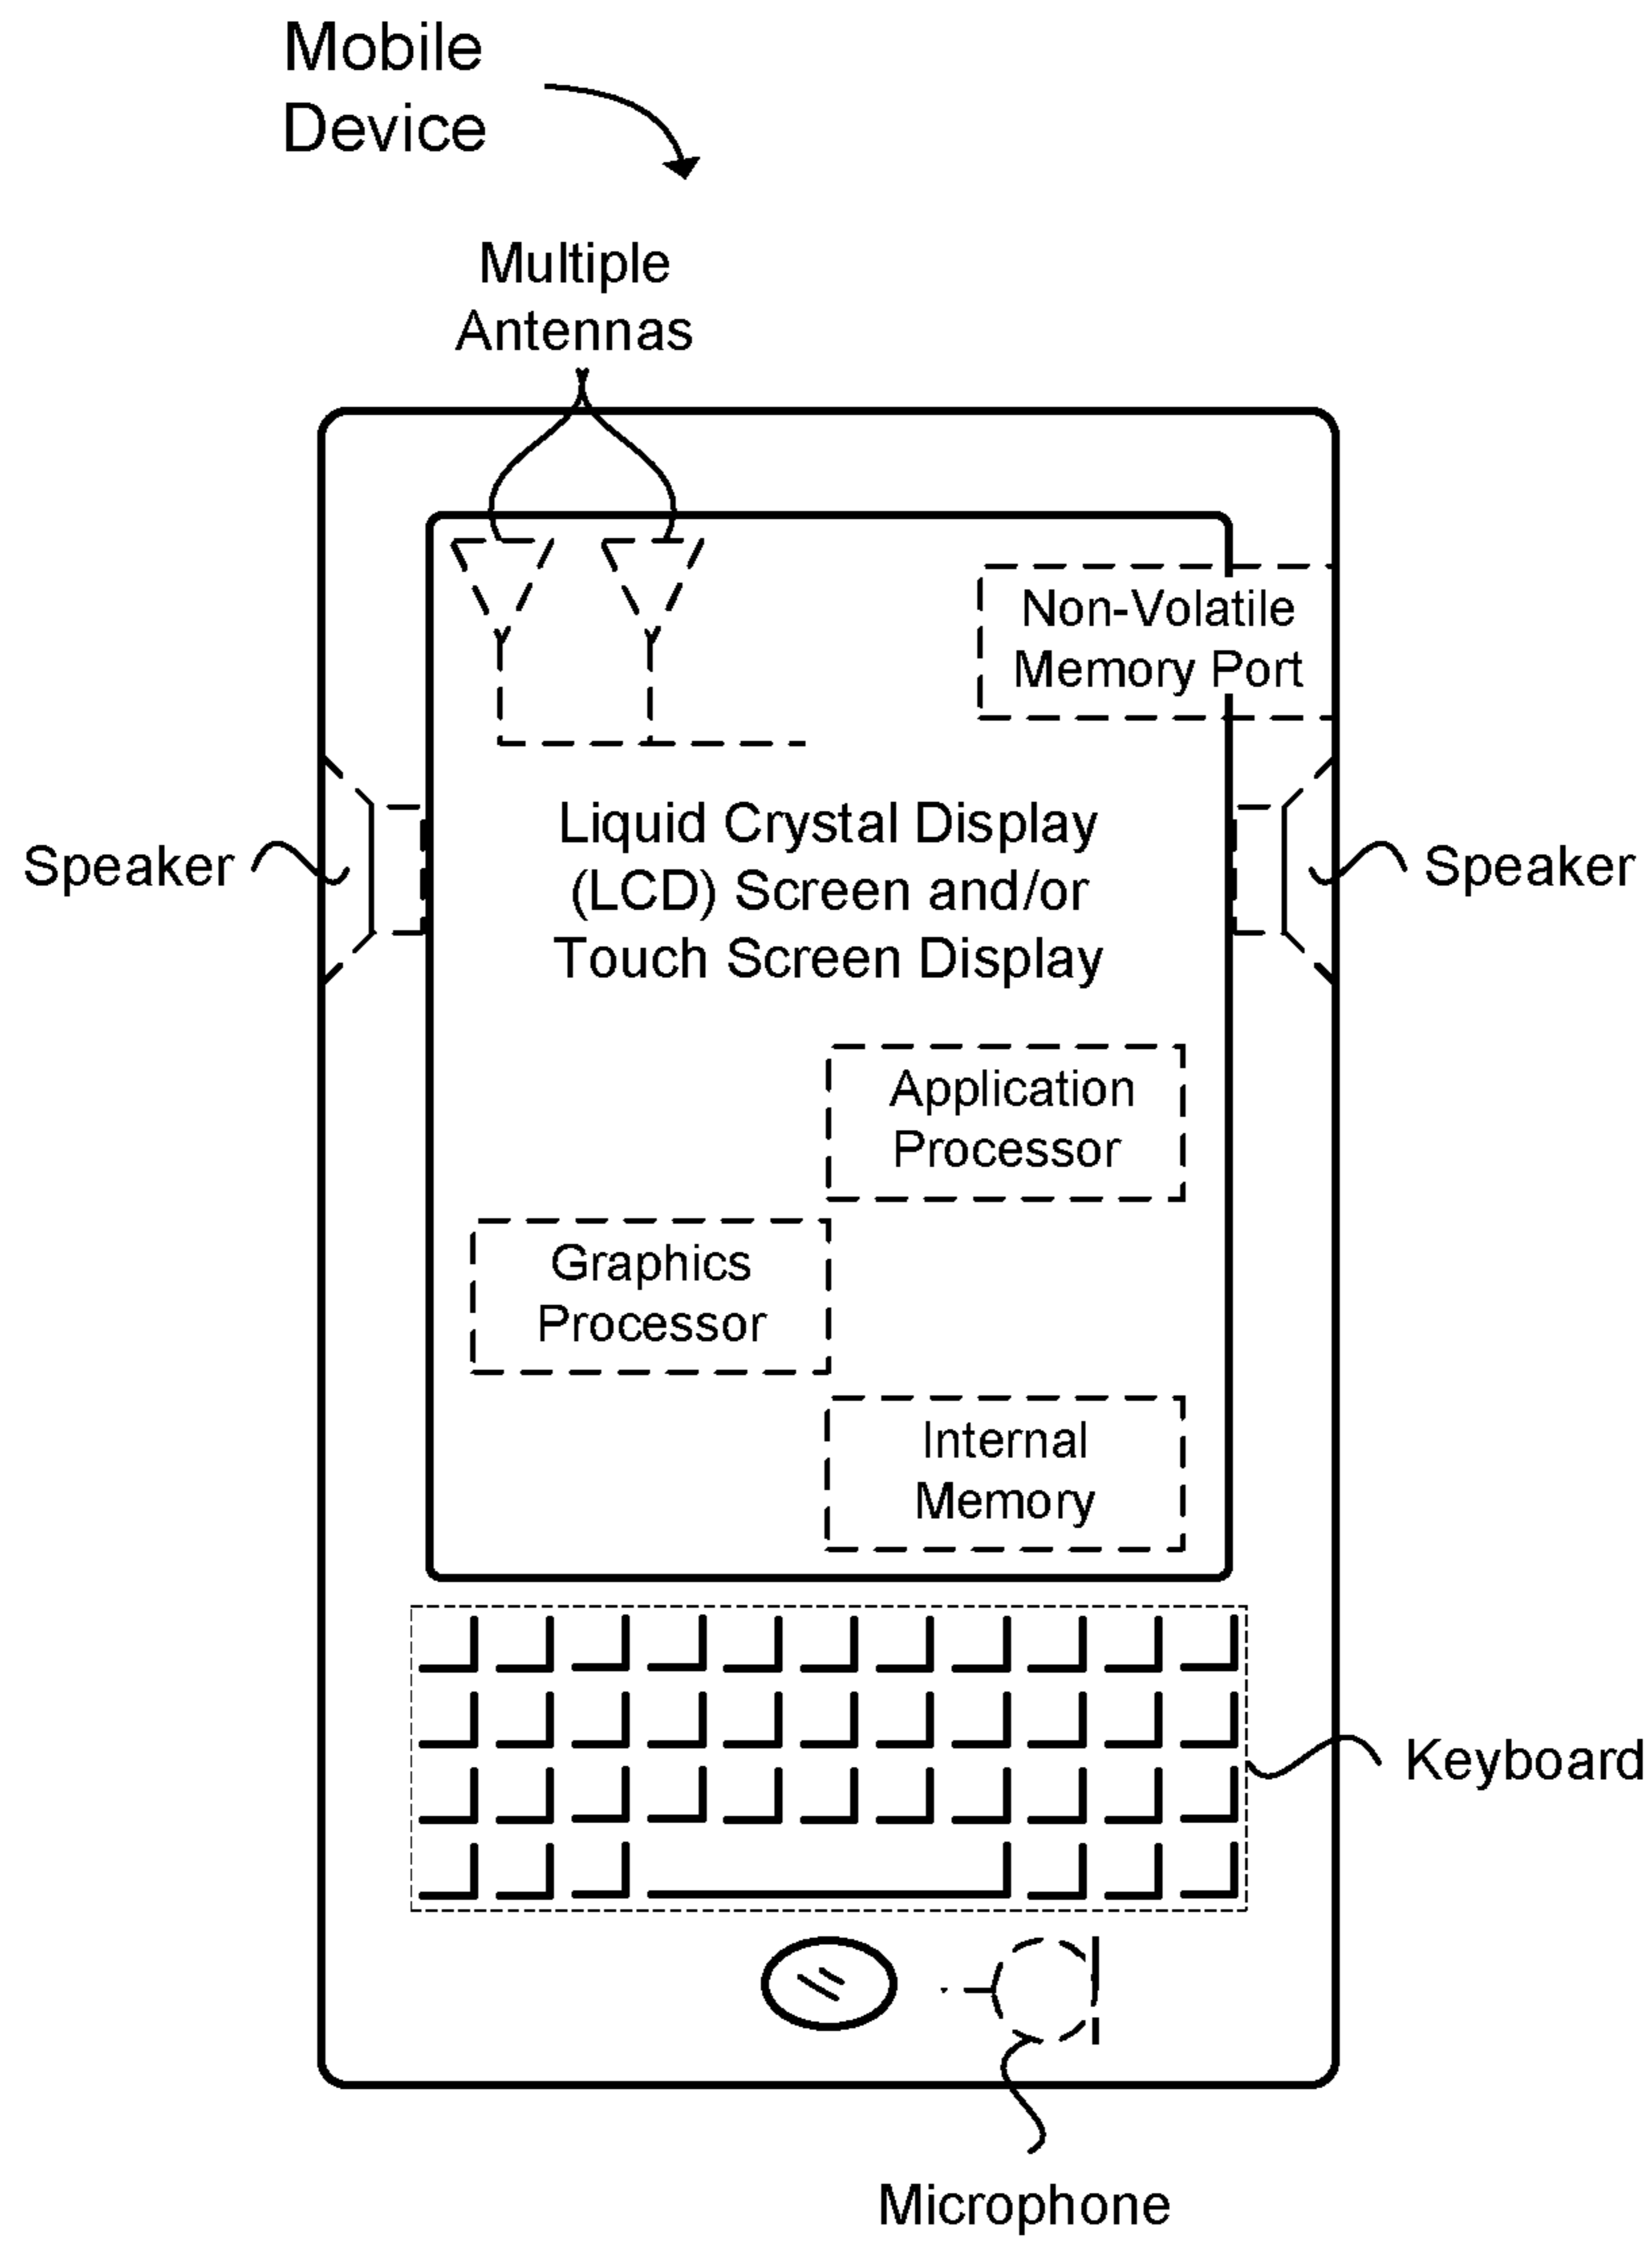 Mobile
Device
Multiple
Antennas
Non-Volatile
Memory Port
Liquid Crystal Display
(LCD) Screen and/or
Touch Screen Display
Speaker
Speaker
Application
Processor
Graphics
Processor
Internal
Memory
Keyboard
Microphone